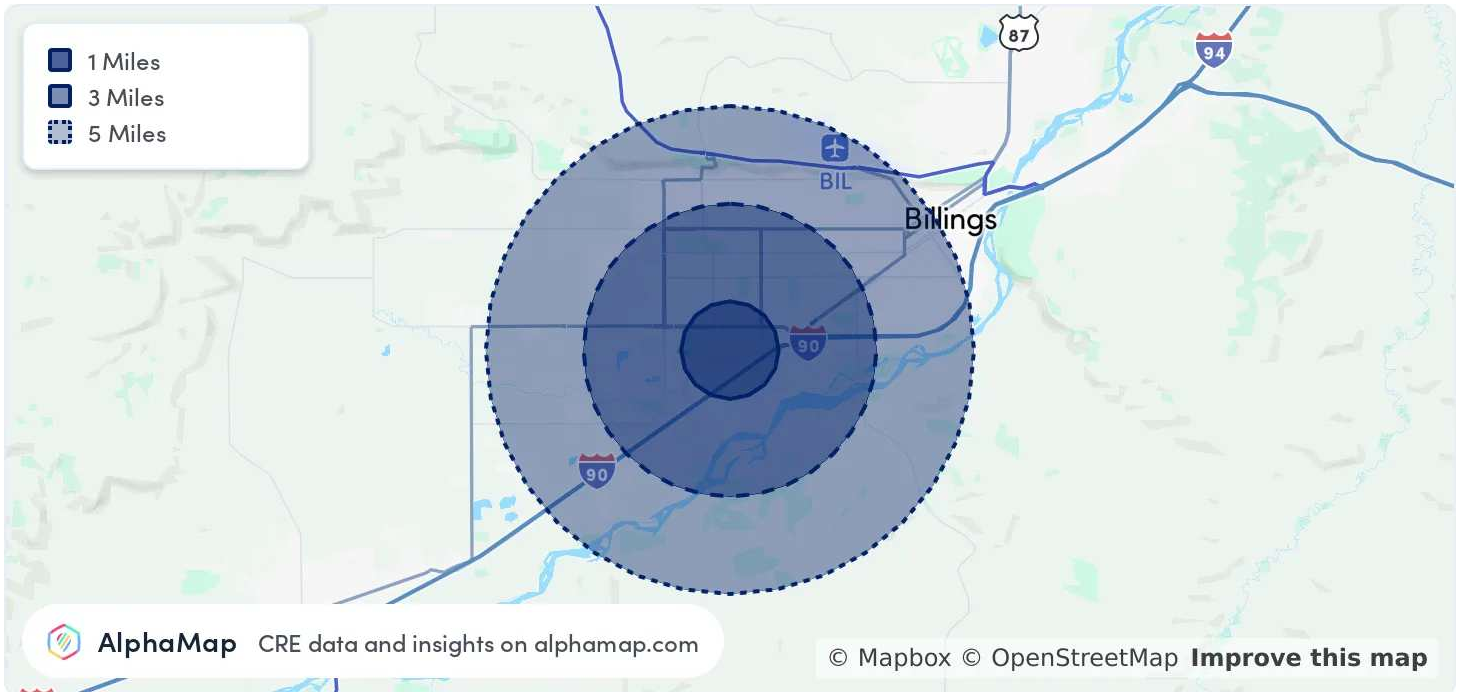 87
94
1 Miles
3 Miles
5 Miles
BIL
Billings
90
90
AlphaMap CRE data and insights on alphamap.com
© Mapbox © OpenStreetMap Improve this map